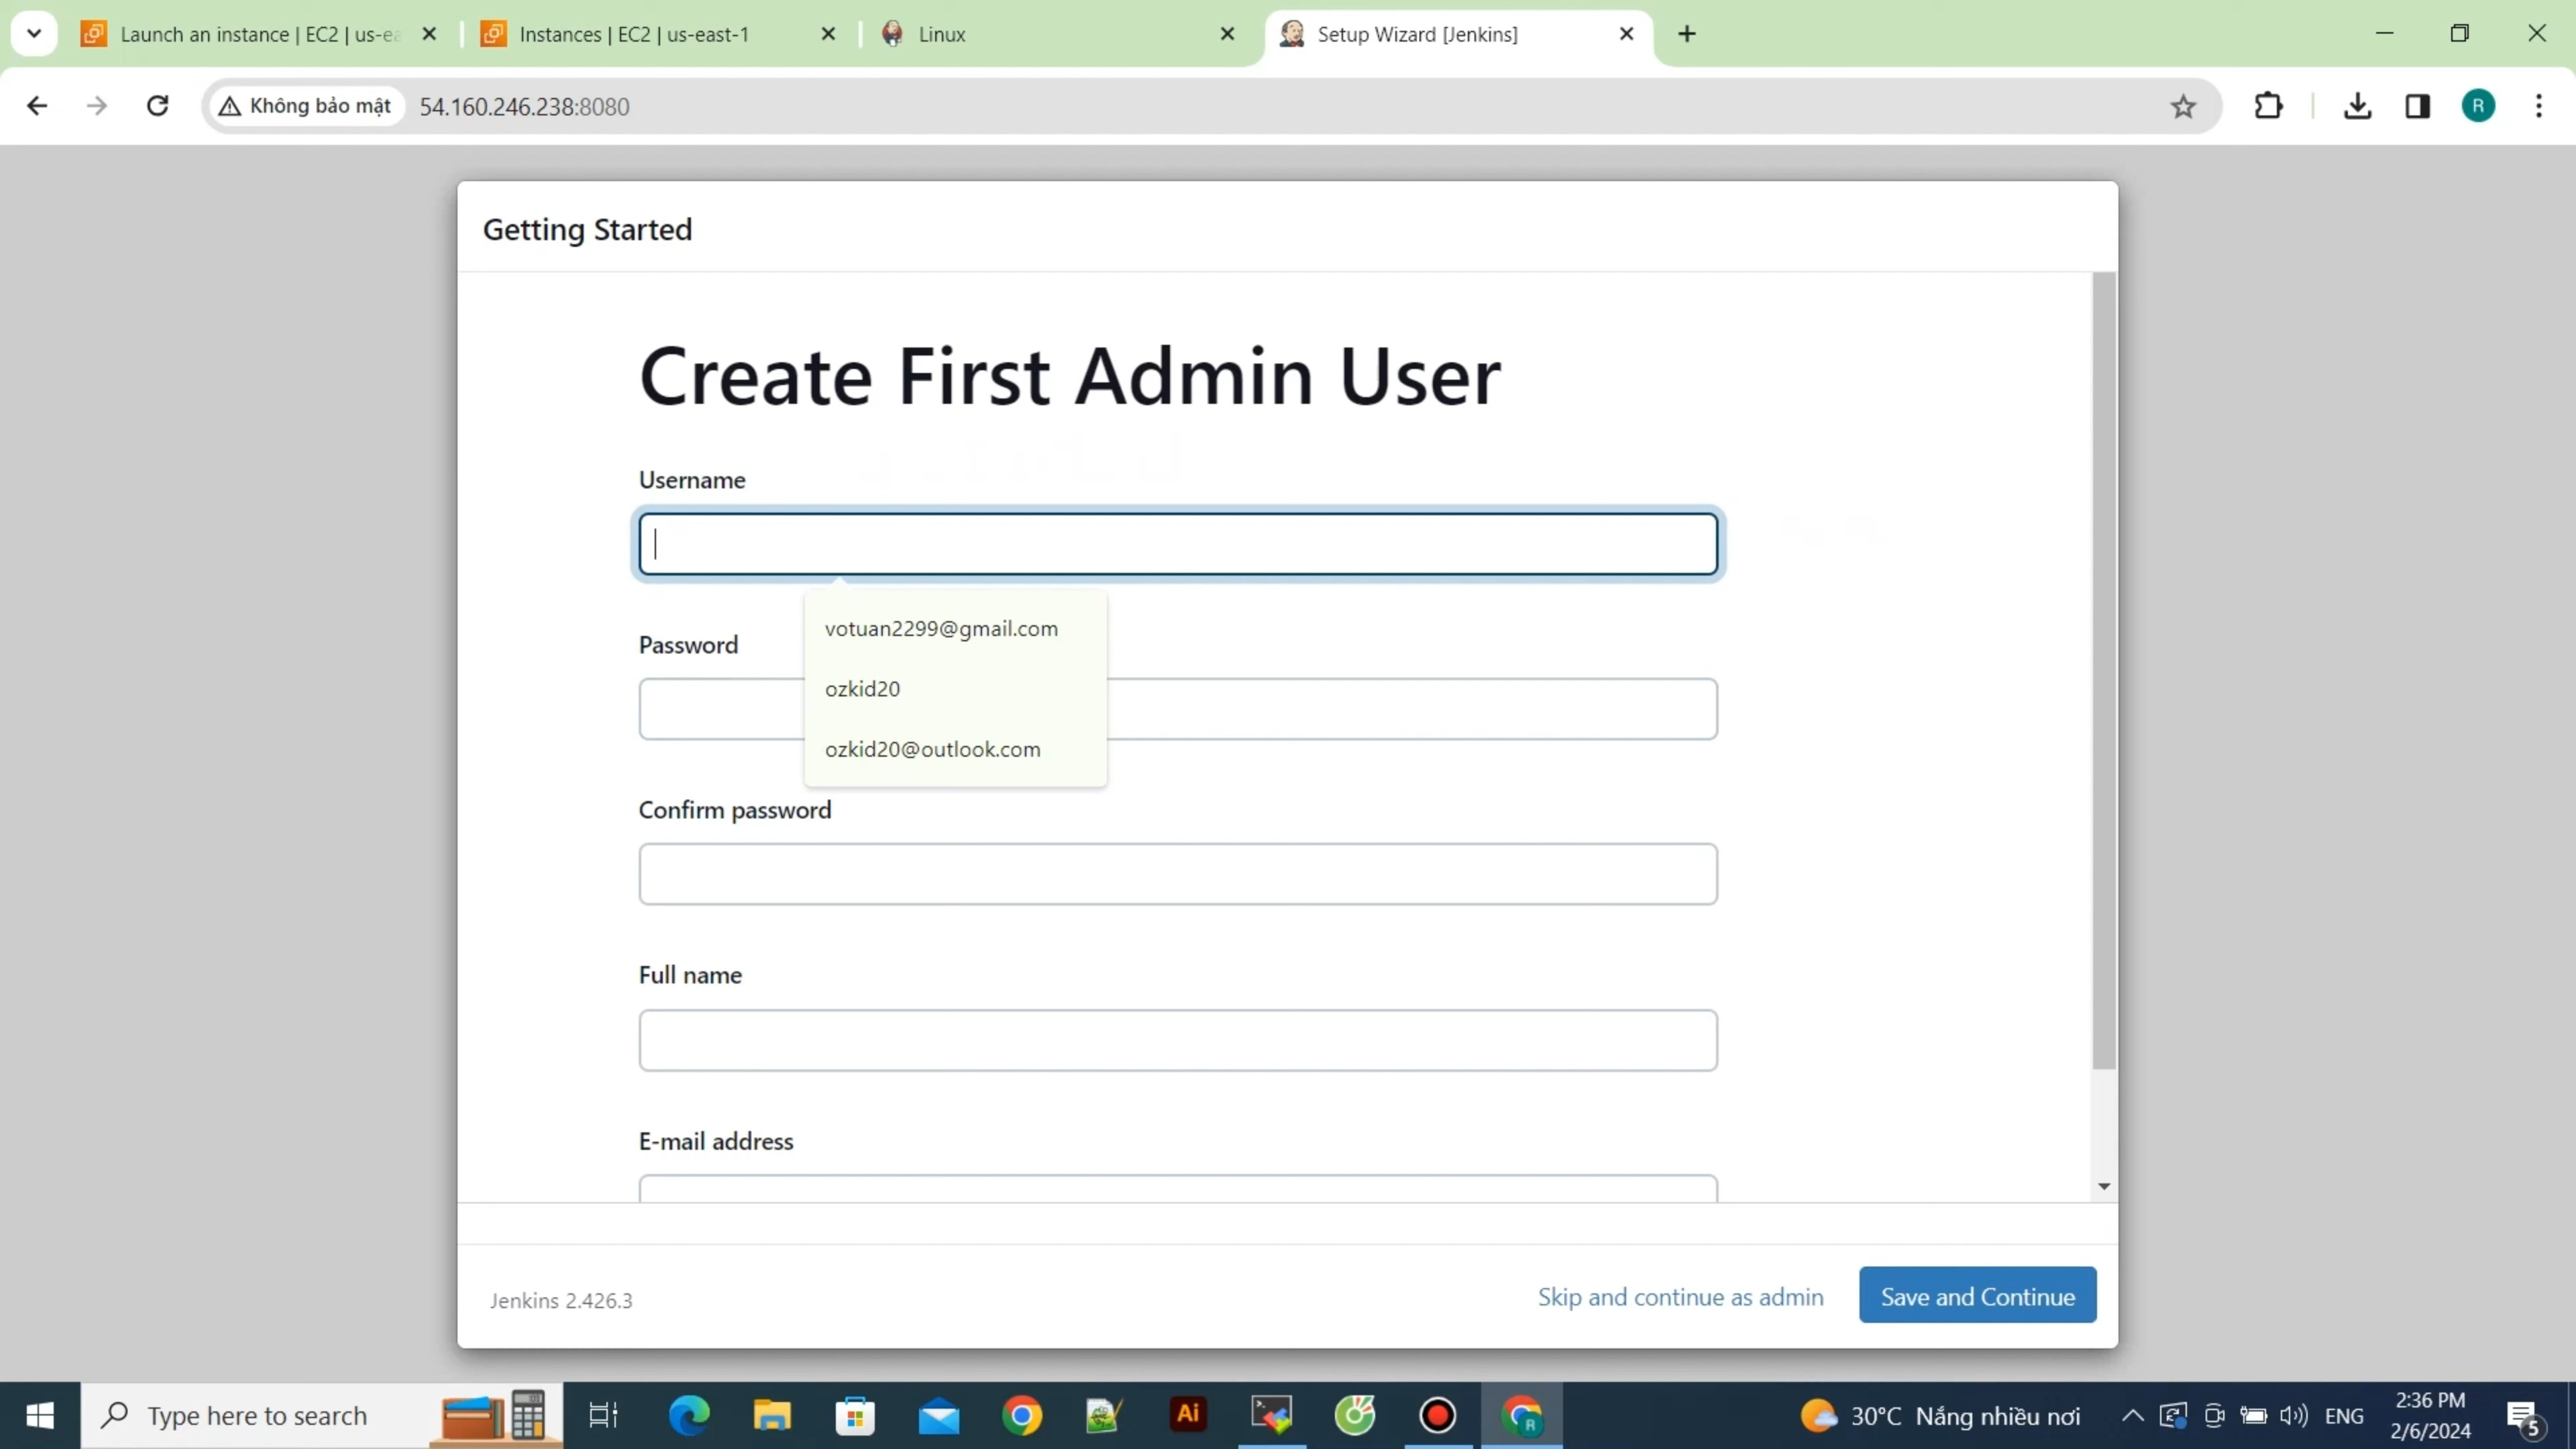 Launch an instance | EC2 | us-ea
Instances | EC2 | us-east-1
Linux
Setup Wizard [Jenkins]
Không bảo mật
54.160.246.238:8080
R
Getting Started
Create First Admin User
Username
votuan2299@gmail.com
Password
ozkid20
ozkid20@outlook.com
Confirm password
Full name
E-mail address
Jenkins 2.426.3
Skip and continue as admin
Save and Continue
Type here to search
Ai
R
30°C Nắng nhiều nơi
ENG
2:36 PM
2/6/2024
5